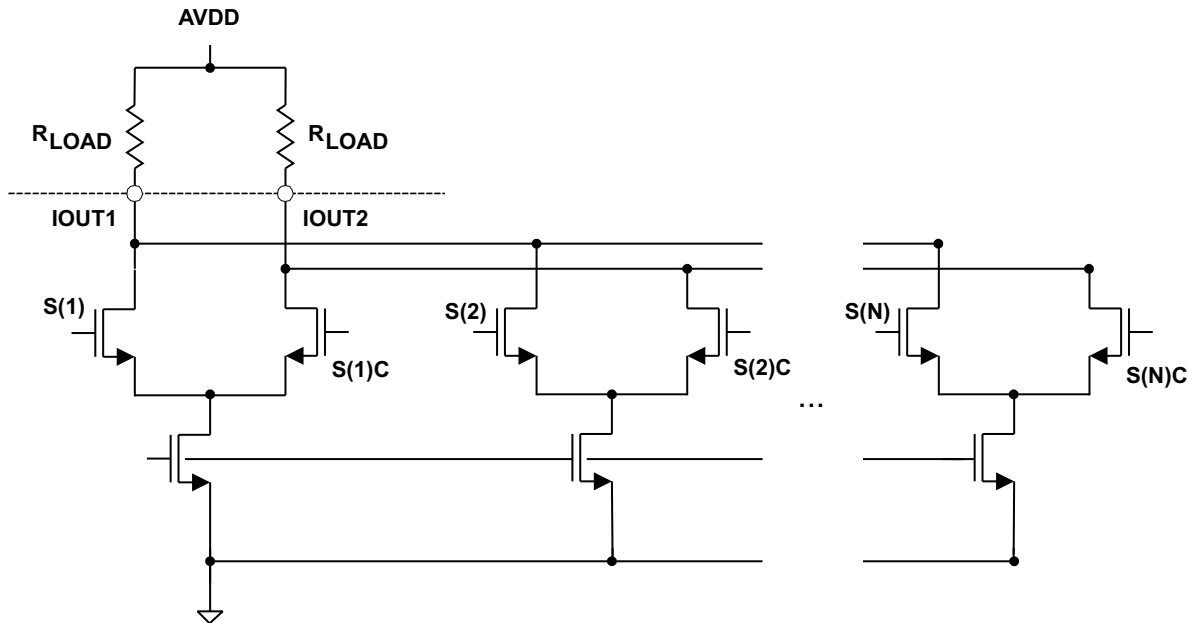 AVDD
RLOAD RLOAD
IOUT1 IOUT2
S(1) S(2) S(N)
S(1)C S(2)C S(N)C
...